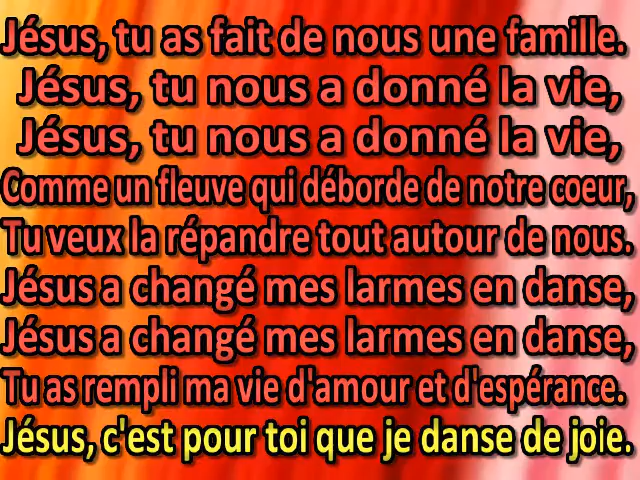 Jésus, tu as fait de nous une famille.
Jésus, tu nous a donné la vie,
Jésus, tu nous a donné la vie,
Comme un fleuve qui déborde de notre coeur,
Tu veux la répandre tout autour de nous.
Jésus a changé mes larmes en danse,
Jésus a changé mes larmes en danse,
Tu as rempli ma vie d'amour et d'espérance.
Jésus, c'est pour toi que je danse de joie.